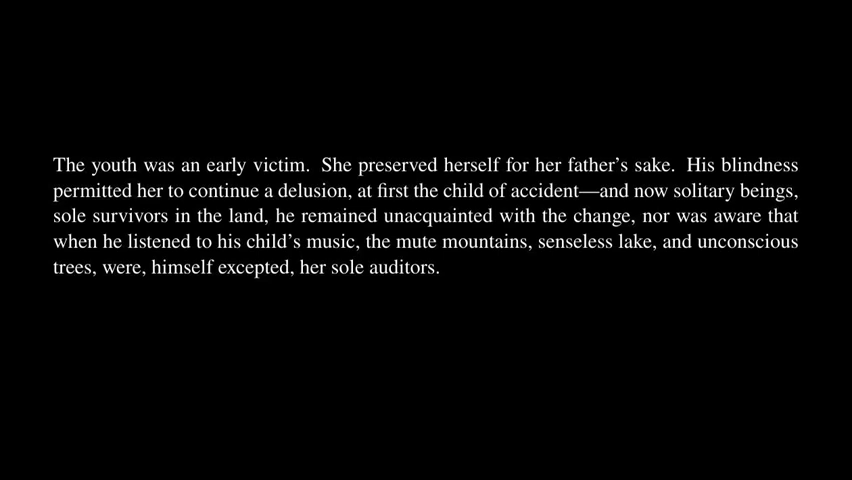 The youth was an early victim. She preserved herself for her father's sake. His blindness
permitted her to continue a delusion, at first the child of accident—and now solitary beings,
sole survivors in the land, he remained unacquainted with the change, nor was aware that
when he listened to his child's music, the mute mountains, senseless lake, and unconscious
trees, were, himself excepted, her sole auditors.